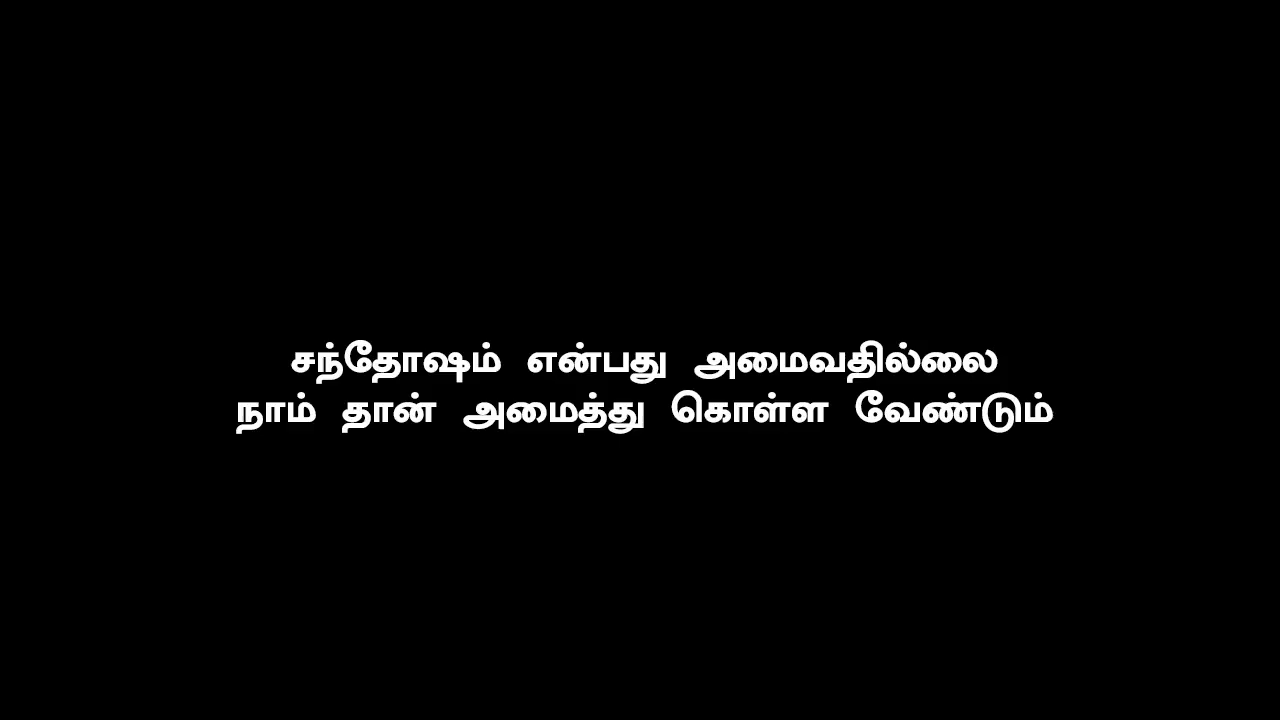 சந்தோஷம் என்பது அமைவதில்லை
நாம் தான் அமைத்து கொள்ள வேண்டும்